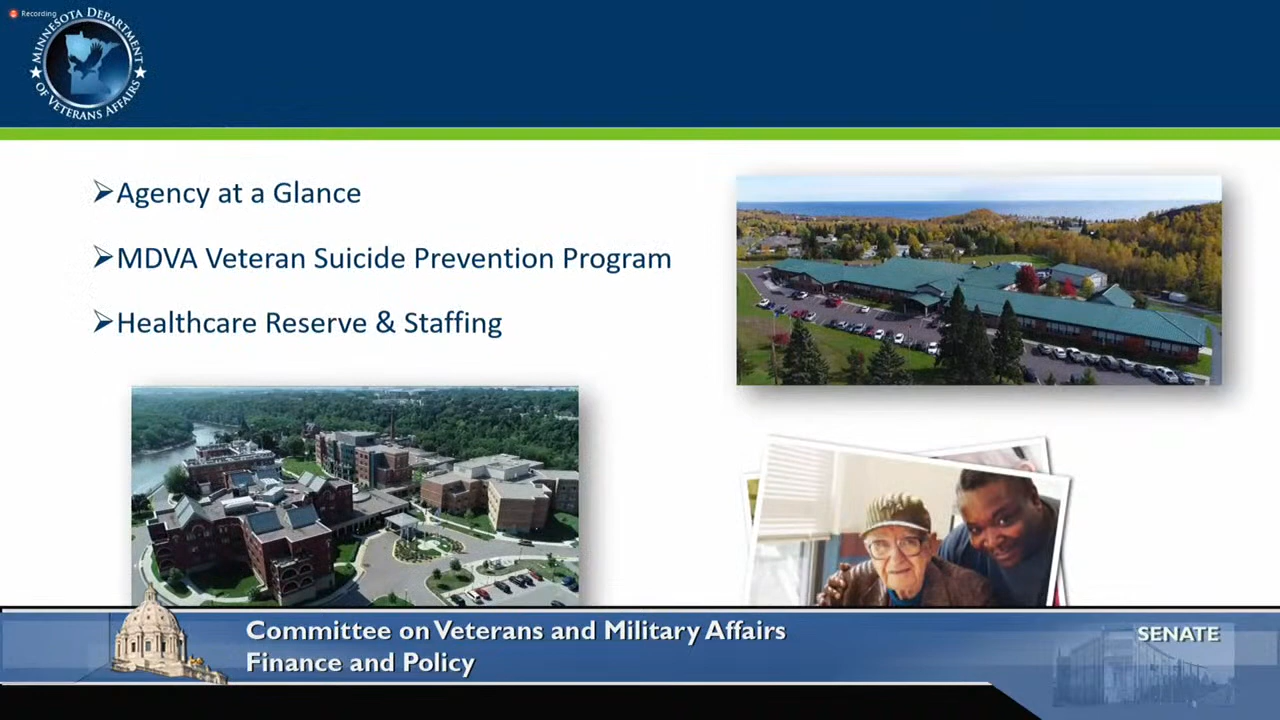 Recording
MINNESOTA DEPARTMENT
OF VETERANS AFFAIRS
➢Agency at a Glance
➢MDVA Veteran Suicide Prevention Program
➢Healthcare Reserve & Staffing
Committee on Veterans and Military Affairs
Finance and Policy
SENATE